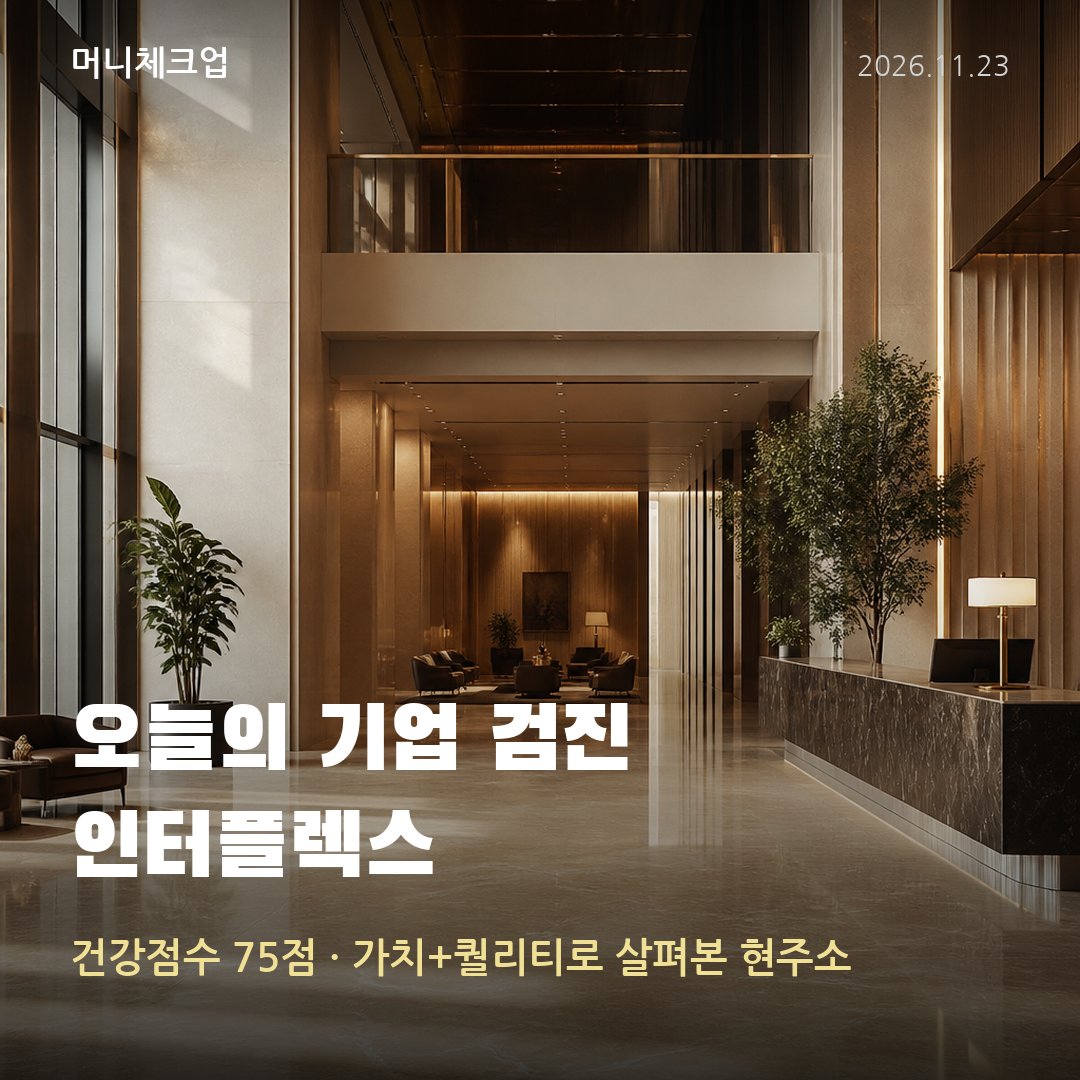 머니체크업
2026.11.23
오늘의 기업 검진
인터플렉스
건강점수 75점 · 가치+퀄리티로 살펴본 현주소